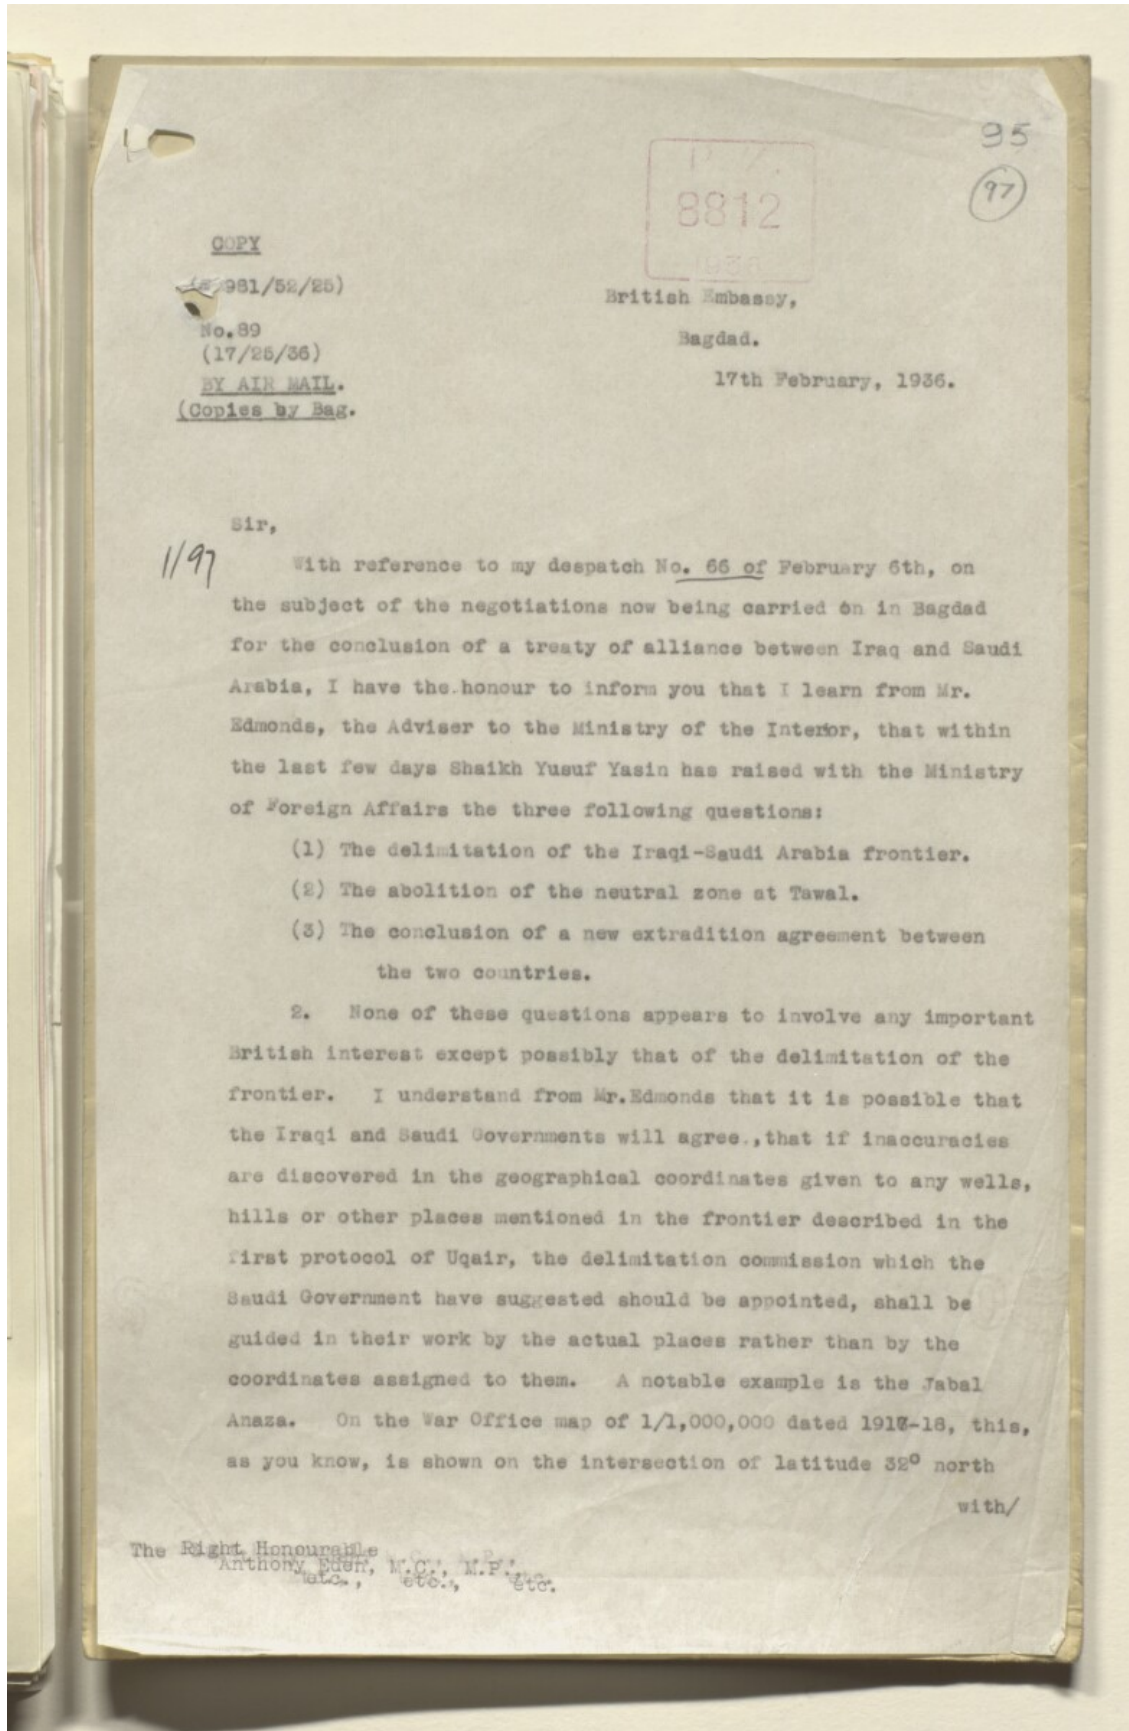 95
P. Z.
97
8812
1936
COPY
981/52/25)
British Embassy,
No.89
Bagdad.
(17/25/36)
17th February, 1936.
BY AIR MAIL.
(Copies by Bag.
Sir,
1/97
With reference to my despatch No. 66 of February 6th, on
the subject of the negotiations now being carried on in Bagdad
for the conclusion of a treaty of alliance between Iraq and Saudi
Arabia, I have the honour to inform you that I learn from Mr.
Edmonds, the Adviser to the Ministry of the Interior, that within
the last few days Shaikh Yusuf Yasin has raised with the Ministry
of Foreign Affairs the three following questions:
(1) The delimitation of the Iraqi-Saudi Arabia frontier.
(2) The abolition of the neutral zone at Tawal.
(3) The conclusion of a new extradition agreement between
the two countries.
2. None of these questions appears to involve any important
British interest except possibly that of the delimitation of the
frontier. I understand from Mr.Edmonds that it is possible that
the Iraqi and Saudi Governments will agree.,that if inaccuracies
are discovered in the geographical coordinates given to any wells,
hills or other places mentioned in the frontier described in the
first protocol of Uqair, the delimitation commission which the
Saudi Government have suggested should be appointed, shall be
guided in their work by the actual places rather than by the
coordinates assigned to them. A notable example is the Jabal
Anaza. On the War Office map of 1/1,000,000 dated 1917-18, this,
as you know, is shown on the intersection of latitude 32° north
with/
The Right Honourable
Anthony Eden, M.C., M.P.,
etc., etc., etc.